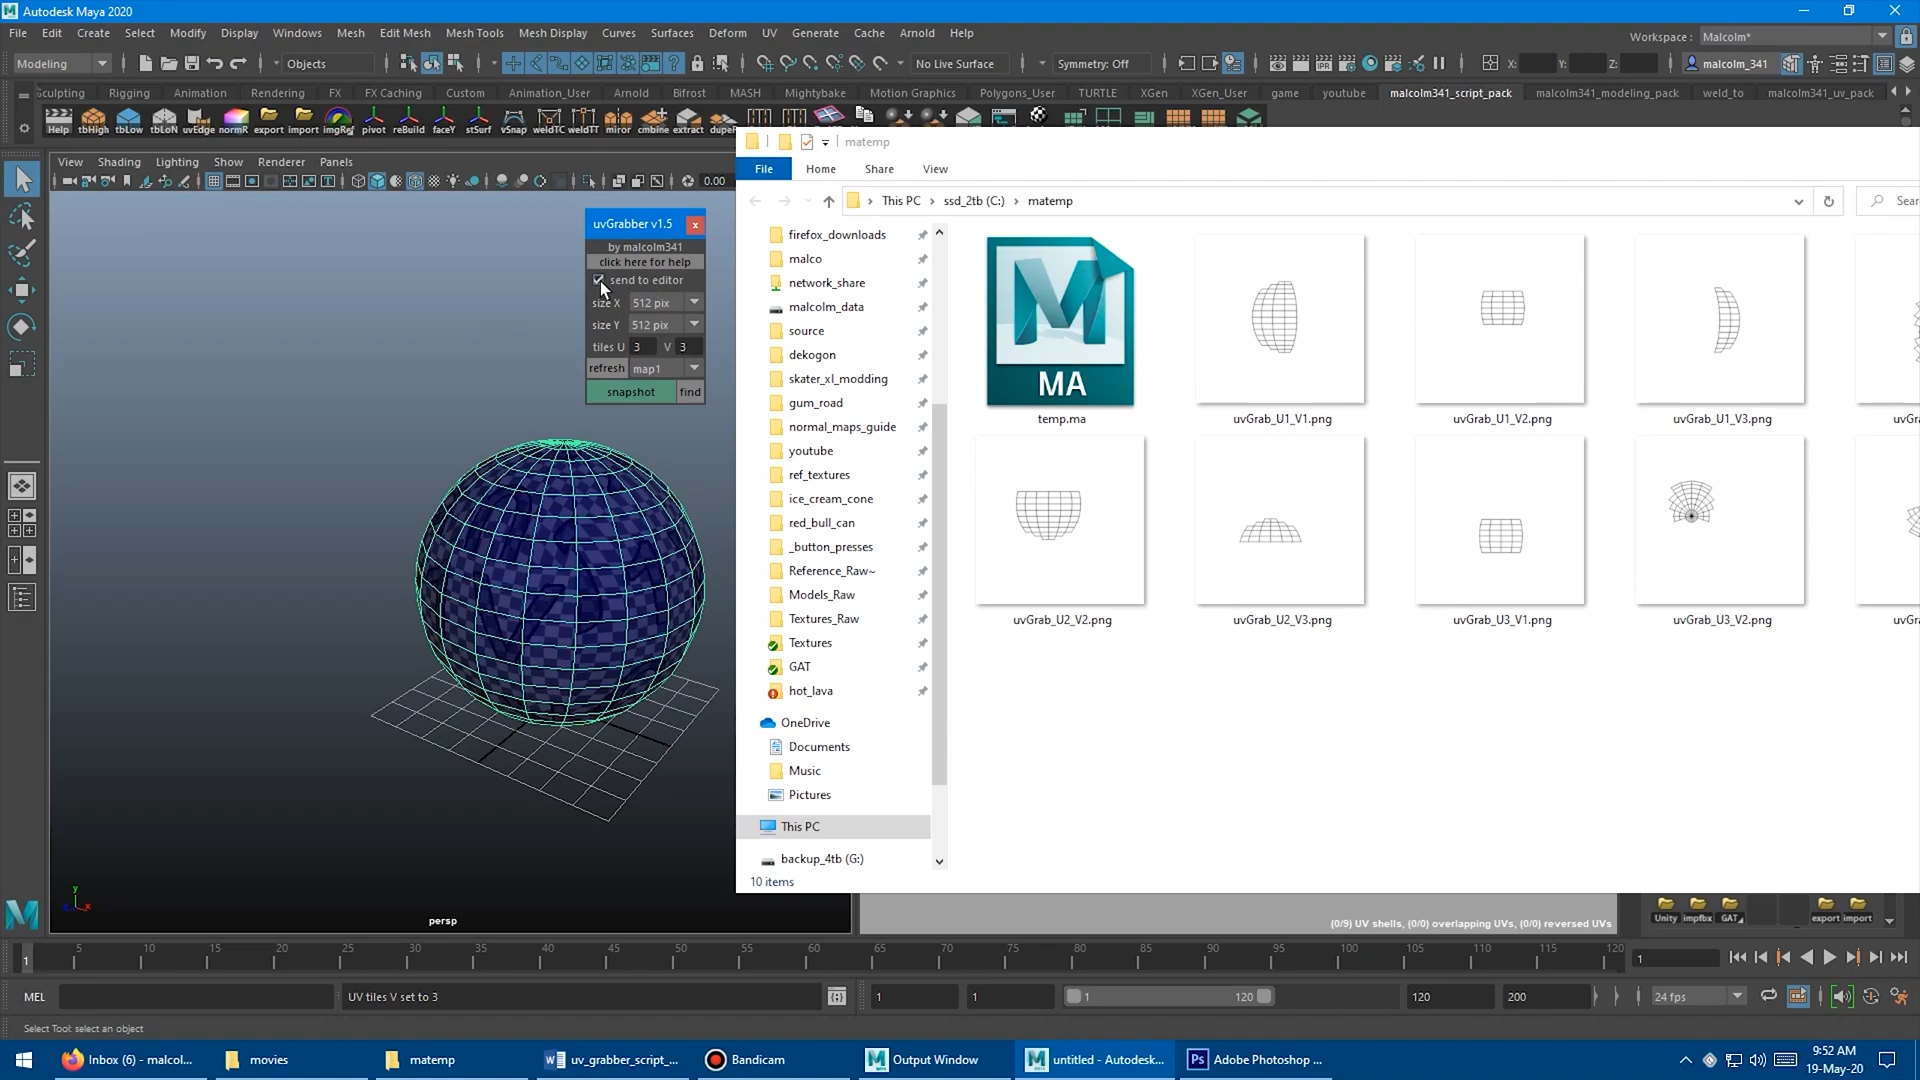 Autodesk Maya 2020
File Edit Create Select Modify Display Windows Mesh Edit Mesh Mesh Tools Mesh Display Curves Surfaces Deform UV Generate Cache Arnold Help
Workspace : Malcolm*
Modeling Objects No Live Surface Symmetry: Off X: Y: Z: malcolm_341
Sculpting Rigging Animation Rendering FX FX Caching Custom Animation_User Arnold Bifrost MASH Mightybake Motion Graphics Polygons_User TURTLE XGen XGen_User game youtube malcolm341_script_pack malcolm341_modeling_pack weld_to malcolm341_uv_pack
Help tbHigh tbLow tbLoN uvEdge normR export import imgRef pivot reBuild faceY stSurf vSnap weldTC weldTT miror cmbine extract dupeF
View Shading Lighting Show Renderer Panels
0.00
uvGrabber v1.5
by malcolm341
click here for help
send to editor
size X 512 pix
size Y 512 pix
tiles U 3 V 3
refresh map1
snapshot find
persp
matemp
File Home Share View
This PC ssd_2tb (C:) matemp
Sear
firefox_downloads
malco
network_share
malcolm_data
source
dekogon
skater_xl_modding
gum_road
normal_maps_guide
youtube
ref_textures
ice_cream_cone
red_bull_can
_button_presses
Reference_Raw~
Models_Raw
Textures_Raw
Textures
GAT
hot_lava
OneDrive
Documents
Music
Pictures
This PC
backup_4tb (G:)
10 items
MA
temp.ma uvGrab_U1_V1.png uvGrab_U1_V2.png uvGrab_U1_V3.png uvGra
uvGrab_U2_V2.png uvGrab_U2_V3.png uvGrab_U3_V1.png uvGrab_U3_V2.png uvGra
(0/9) UV shells, (0/0) overlapping UVs, (0/0) reversed UVs
Unity impfbx GAT export import
1 5 10 15 20 25 30 35 40 45 50 55 60 65 70 75 80 85 90 95 100 105 110 115 120
1
MEL UV tiles V set to 3 1 1 1 120 120 200 24 fps
Select Tool: select an object
Inbox (6) - malcol... movies matemp uv_grabber_script_... Bandicam Output Window untitled - Autodesk... Adobe Photoshop ...
9:52 AM
19-May-20